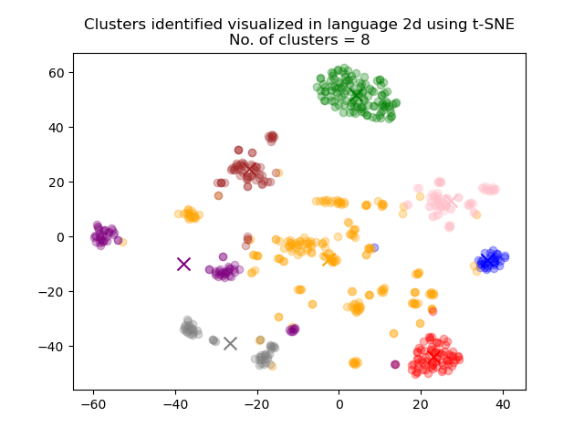 Clusters identified visualized in language 2d using t-SNE
No. of clusters = 8
60
40
20
0
−20
−40
−60 −40 −20 0 20 40